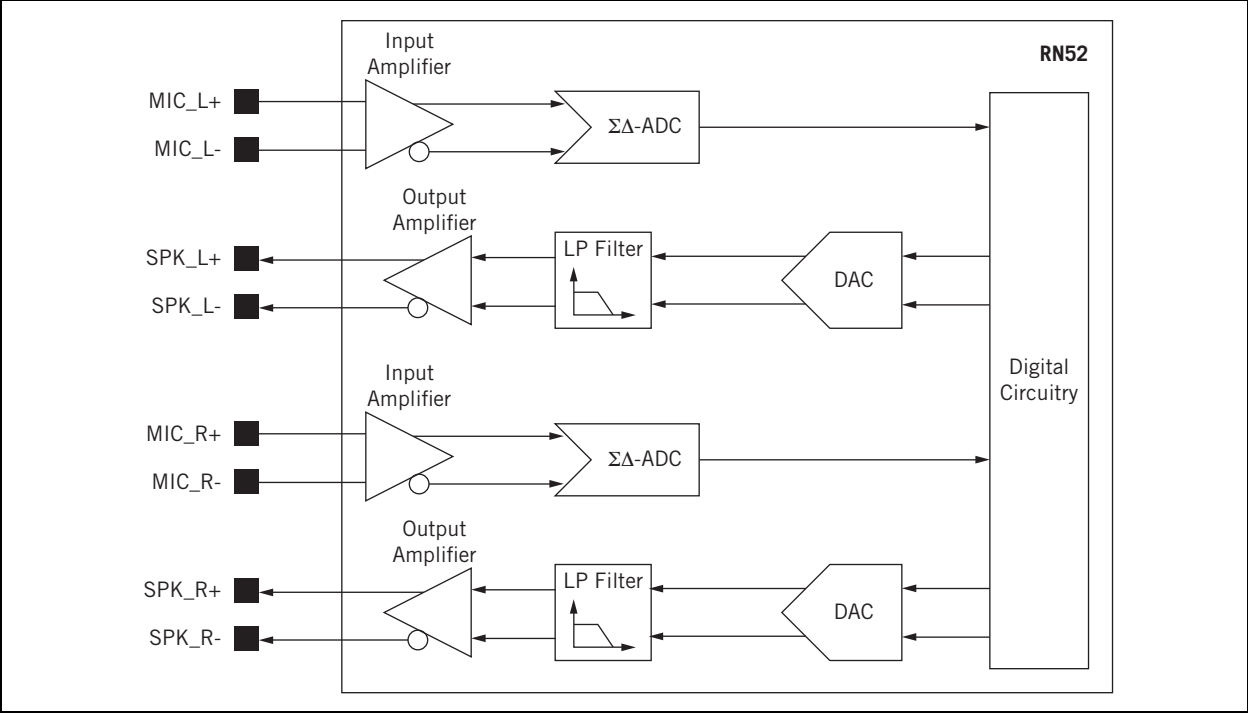 RN52
Input
Amplifier
MIC_L+
MIC_L-
ΣΔ-ADC
Output
Amplifier
SPK_L+
SPK_L-
LP Filter
DAC
Digital
Circuitry
Input
Amplifier
MIC_R+
MIC_R-
ΣΔ-ADC
Output
Amplifier
SPK_R+
SPK_R-
LP Filter
DAC